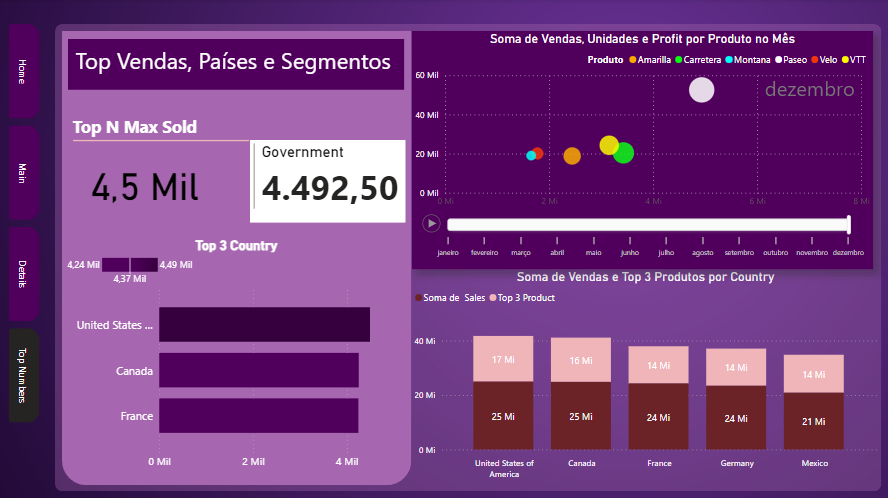 Home
Main
Details
Top Numbers
Top Vendas, Países e Segmentos
Top N Max Sold
4,5 Mil
Government
4.492,50
Top 3 Country
4,24 Mil
4,49 Mil
4,37 Mil
United States ...
Canada
France
0 Mil
2 Mil
4 Mil
Soma de Vendas, Unidades e Profit por Produto no Mês
Produto
Amarilla
Carretera
Montana
Paseo
Velo
VTT
60 Mil
40 Mil
20 Mil
0 Mil
dezembro
0 Mi
2 Mi
4 Mi
6 Mi
8 Mi
janeiro
fevereiro
março
abril
maio
junho
julho
agosto
setembro
outubro
novembro
dezembro
Soma de Vendas e Top 3 Produtos por Country
Soma de Sales
Top 3 Product
40 Mi
20 Mi
0 Mi
17 Mi
16 Mi
14 Mi
14 Mi
14 Mi
25 Mi
25 Mi
24 Mi
24 Mi
21 Mi
United States of
America
Canada
France
Germany
Mexico